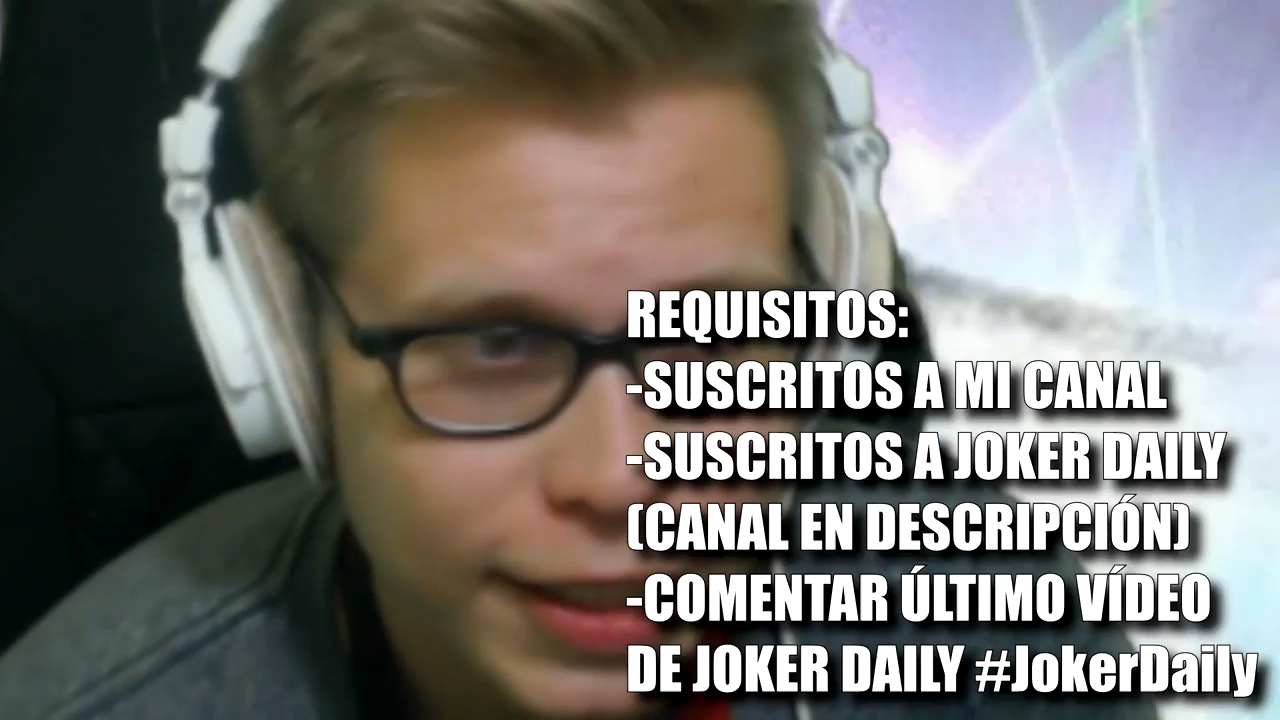 REQUISITOS:
-SUSCRITOS A MI CANAL
-SUSCRITOS A JOKER DAILY
(CANAL EN DESCRIPCIÓN)
-COMENTAR ÚLTIMO VÍDEO
DE JOKER DAILY #JokerDaily